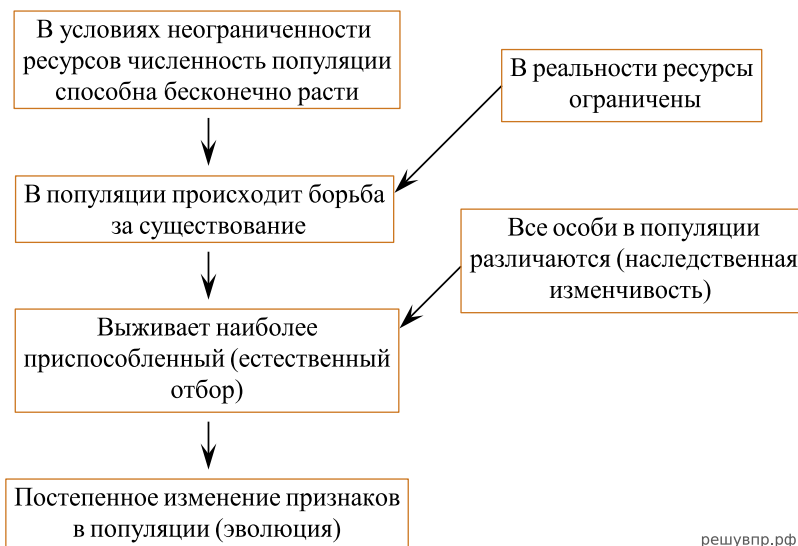 В условиях неограниченности
ресурсов численность популяции
способна бесконечно расти
В реальности ресурсы
ограничены
В популяции происходит борьба
за существование
Все особи в популяции
различаются (наследственная
изменчивость)
Выживает наиболее
приспособленный (естественный
отбор)
Постепенное изменение признаков
в популяции (эволюция)
решувпр.рф